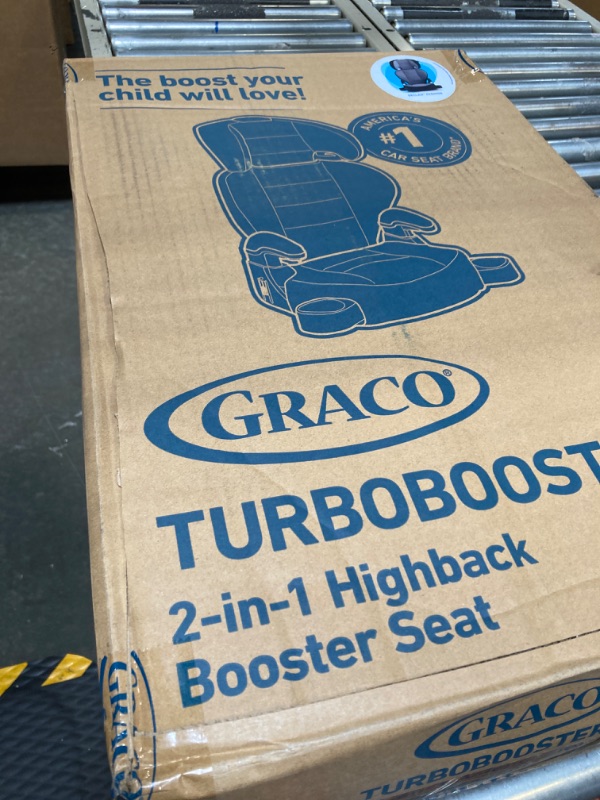 The boost your
child will love!
AMERICA'S
#1
CAR SEAT BRAND
GRACO®
TURBOBOOST
2-in-1 Highback
Booster Seat
GRACO
GRACO
TURBOBOOSTER